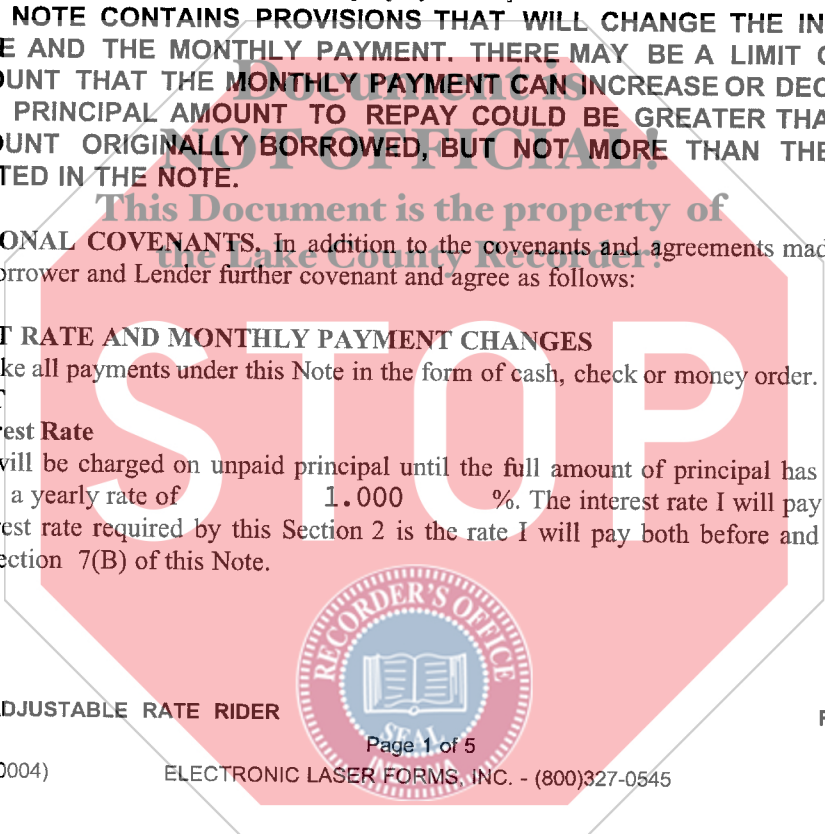 NOTE CONTAINS PROVISIONS THAT WILL CHANGE THE IN
E AND THE MONTHLY PAYMENT. THERE MAY BE A LIMIT
OUNT THAT THE MONTHLY PAYMENT CAN INCREASE OR DEC
PRINCIPAL AMOUNT TO REPAY COULD BE GREATER THA
OUNT ORIGINALLY BORROWED, BUT NOT MORE THAN THE
TED IN THE NOTE.
Document is
NOT OFFICIAL!
This Document is the property of
the Lake County Recorder!
ONAL COVENANTS. In addition to the covenants and agreements mad
orrower and Lender further covenant and agree as follows:
T RATE AND MONTHLY PAYMENT CHANGES
ke all payments under this Note in the form of cash, check or money order.
T
est Rate
vill be charged on unpaid principal until the full amount of principal has
a yearly rate of 1.000 %. The interest rate I will pay
est rate required by this Section 2 is the rate I will pay both before and
ection 7(B) of this Note.
STOP
RECORDER'S OFFICE
SEAL
INDIANA
DJUSTABLE RATE RIDER
Page 1 of 5
0004) ELECTRONIC LASER FORMS, INC. - (800)327-0545